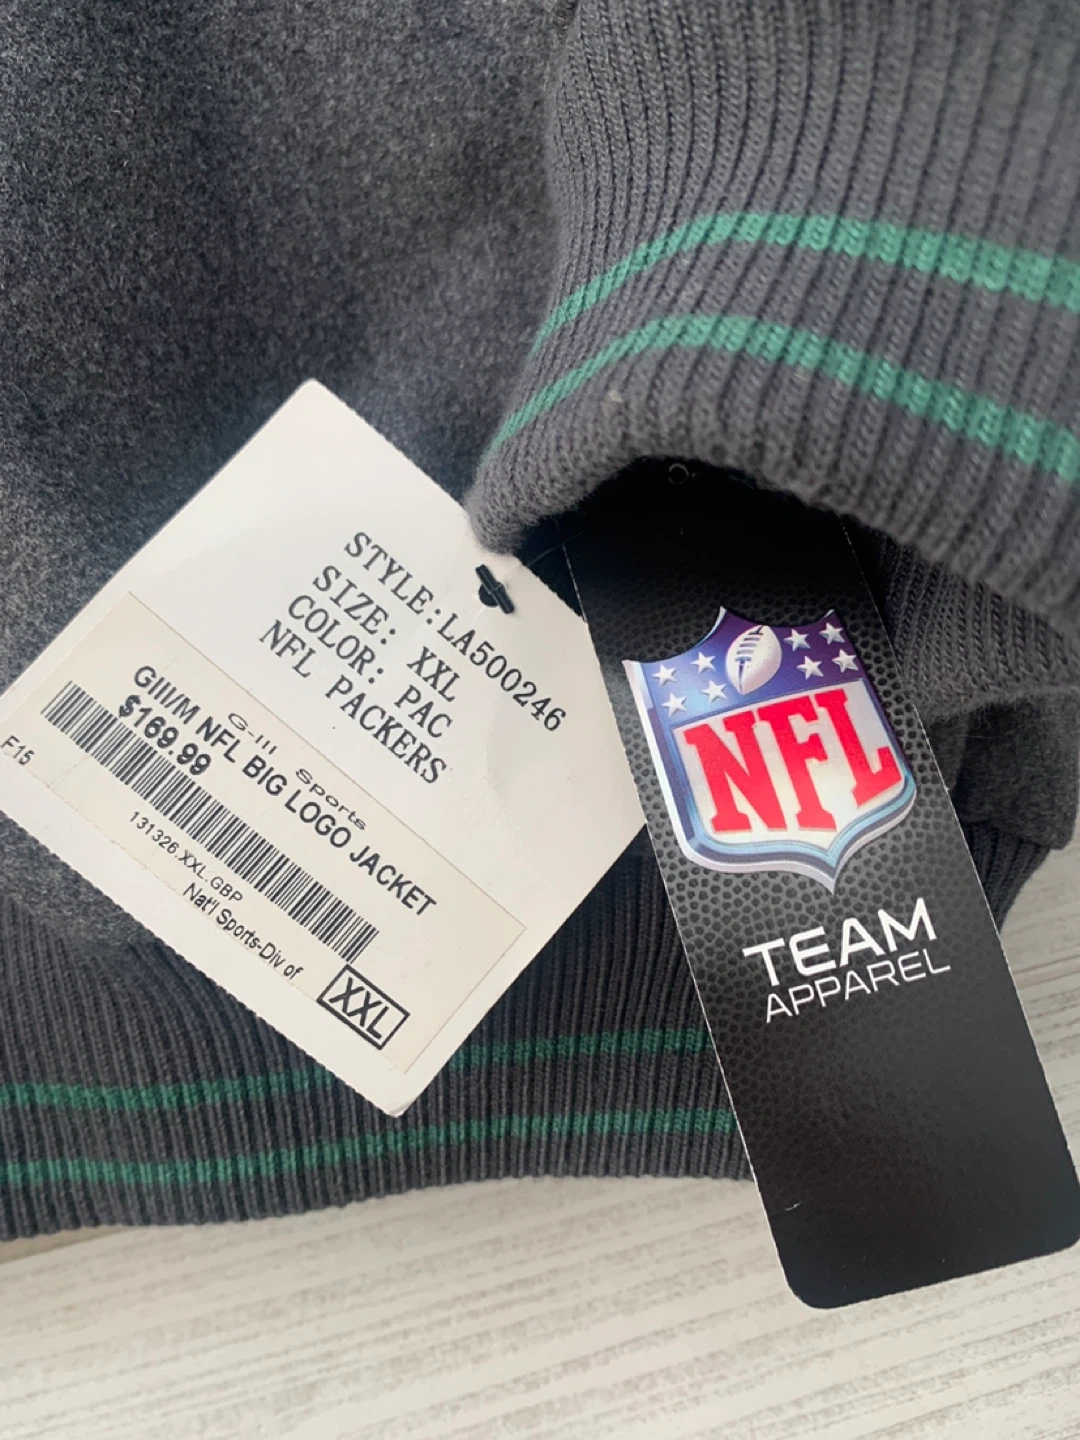 STYLE:LA500246
SIZE: XXL
COLOR: PAC
NFL PACKERS
G-III Sports
GIII/M NFL BIG LOGO JACKET
$169.99
F15
131326.XXL.GBP
Nat'l Sports-Div of
XXL
NFL
TEAM
APPAREL